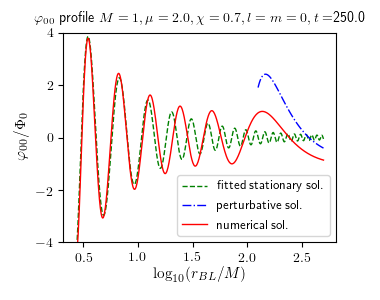 φ₀₀ profile M = 1, μ = 2.0, χ = 0.7, l = m = 0, t =250.0
φ₀₀/Φ₀
4
2
0
−2
−4
fitted stationary sol.
perturbative sol.
numerical sol.
0.5 1.0 1.5 2.0 2.5
log₁₀(r_BL/M)